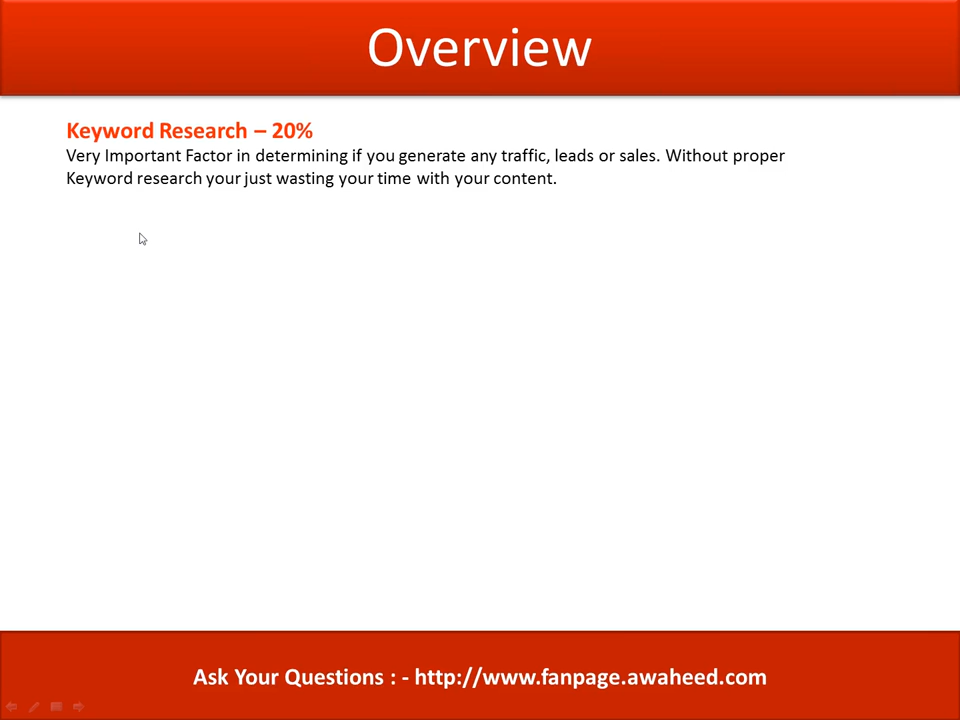 Overview
Keyword Research – 20%
Very Important Factor in determining if you generate any traffic, leads or sales. Without proper
Keyword research your just wasting your time with your content.
Ask Your Questions : - http://www.fanpage.awaheed.com